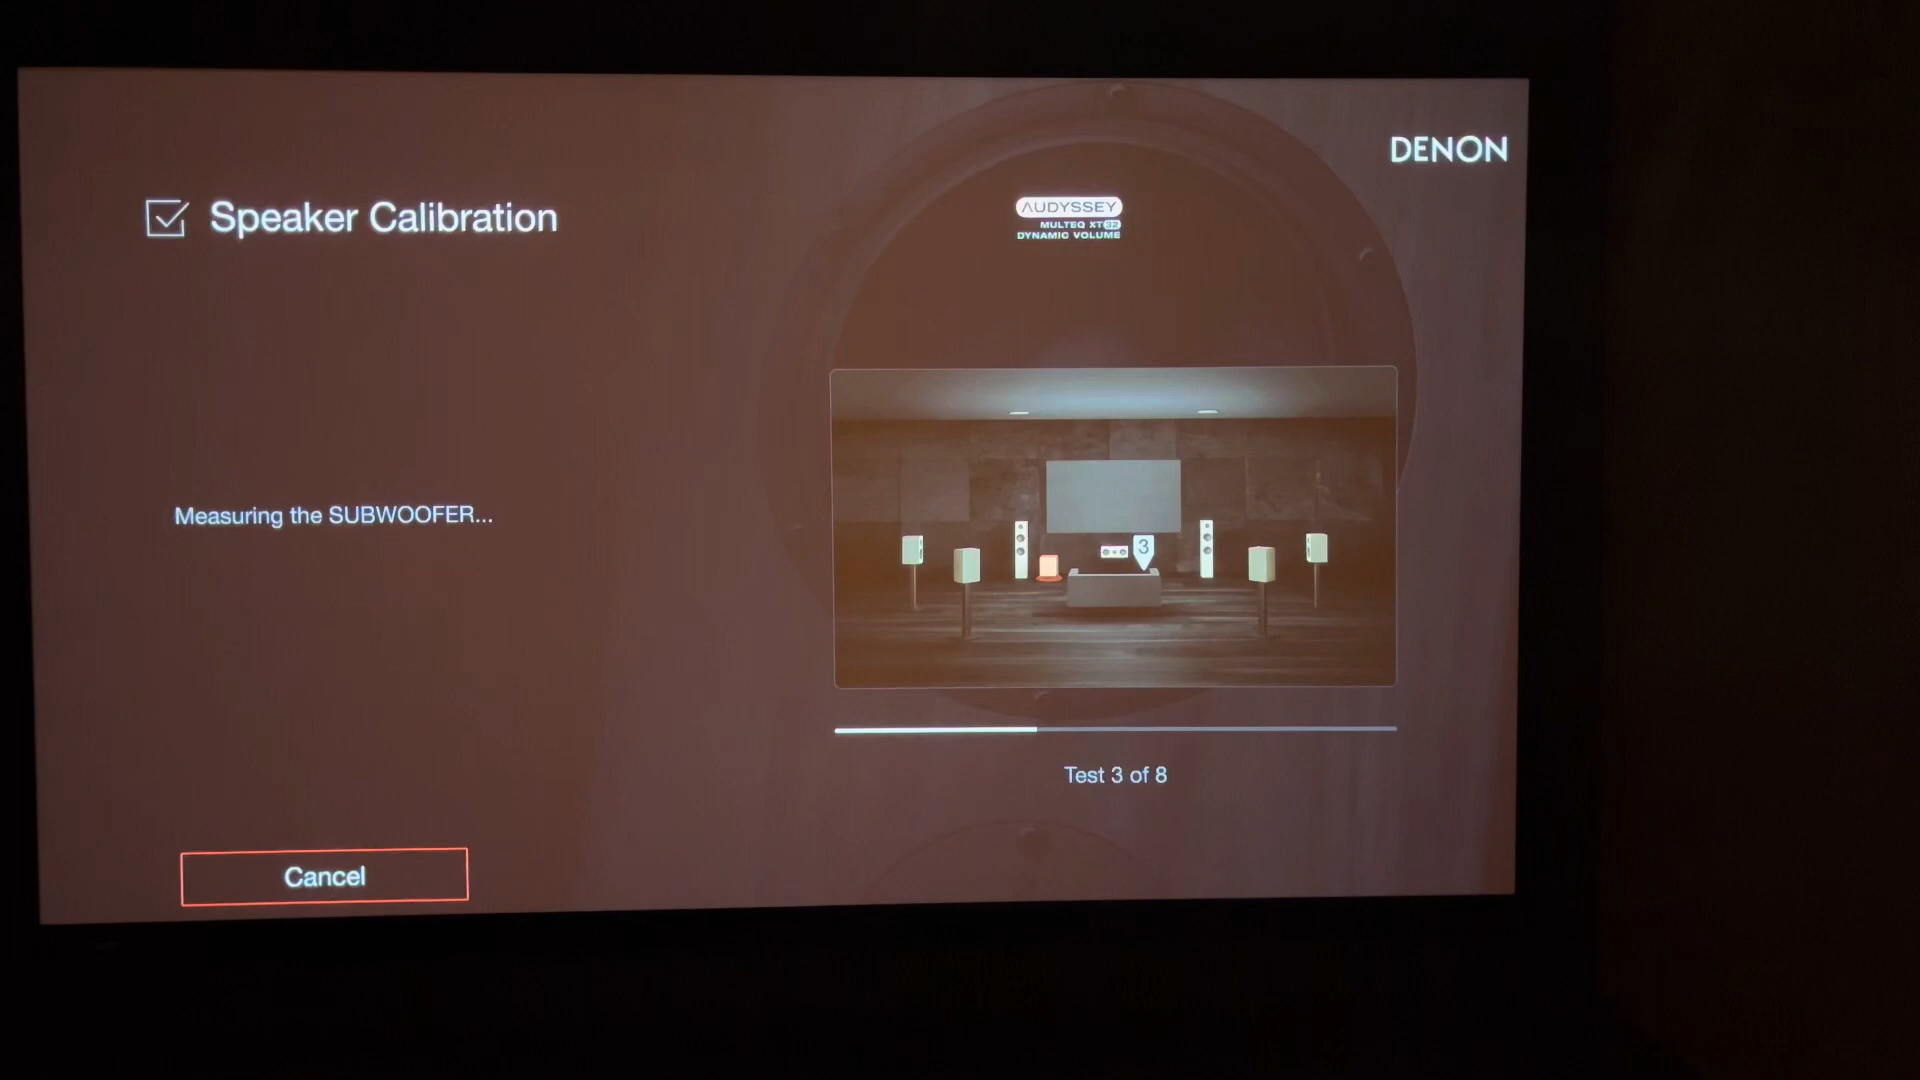 DENON
Speaker Calibration
AUDYSSEY
MULTEQ XT32
DYNAMIC VOLUME
Measuring the SUBWOOFER...
3
Test 3 of 8
Cancel